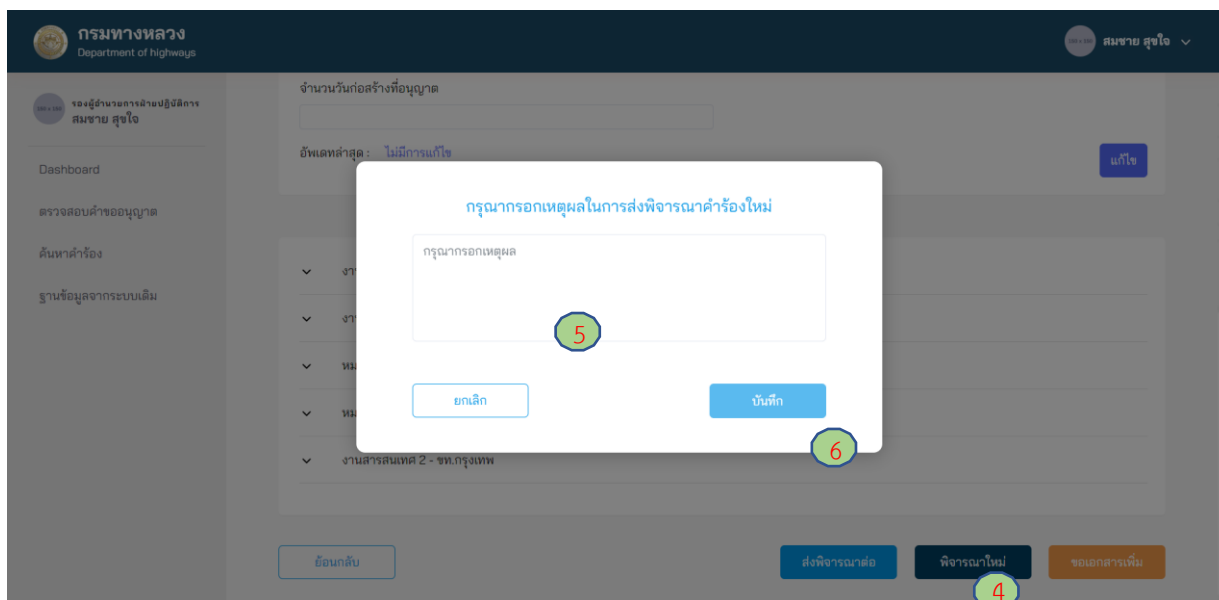 กรมทางหลวง
Department of highways
สมชาย สุขใจ
รองผู้อำนวยการฝ่ายปฏิบัติการ
สมชาย สุขใจ
Dashboard
ตรวจสอบคำขออนุญาต
ค้นหาคำร้อง
ฐานข้อมูลจากระบบเดิม
จำนวนวันก่อสร้างที่อนุญาต
อัพเดทล่าสุด : ไม่มีการแก้ไข
แก้ไข
กรุณากรอกเหตุผลในการส่งพิจารณาคำร้องใหม่
กรุณากรอกเหตุผล
5
ยกเลิก
บันทึก
6
งานสารสนเทศ 2 - ขท.กรุงเทพ
ย้อนกลับ
ส่งพิจารณาต่อ
พิจารณาใหม่
ขอเอกสารเพิ่ม
4